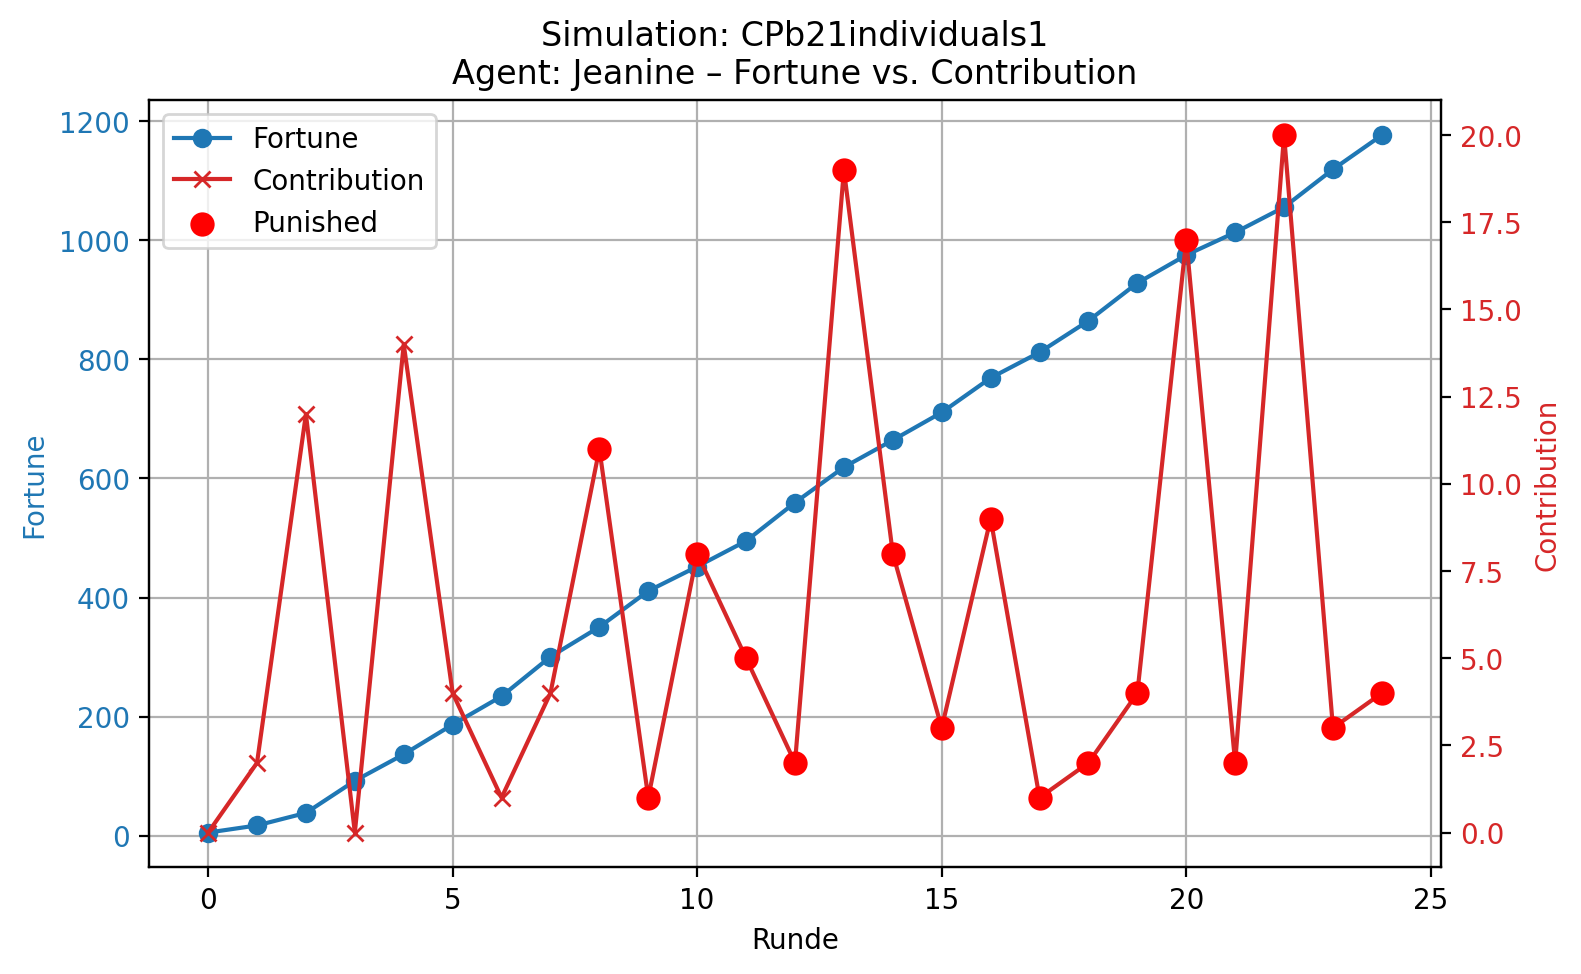 Simulation: CPb21individuals1
Agent: Jeanine – Fortune vs. Contribution
Fortune
Contribution
Punished
1200
1000
800
600
400
200
0
Fortune
20.0
17.5
15.0
12.5
10.0
7.5
5.0
2.5
0.0
Contribution
0 5 10 15 20 25
Runde